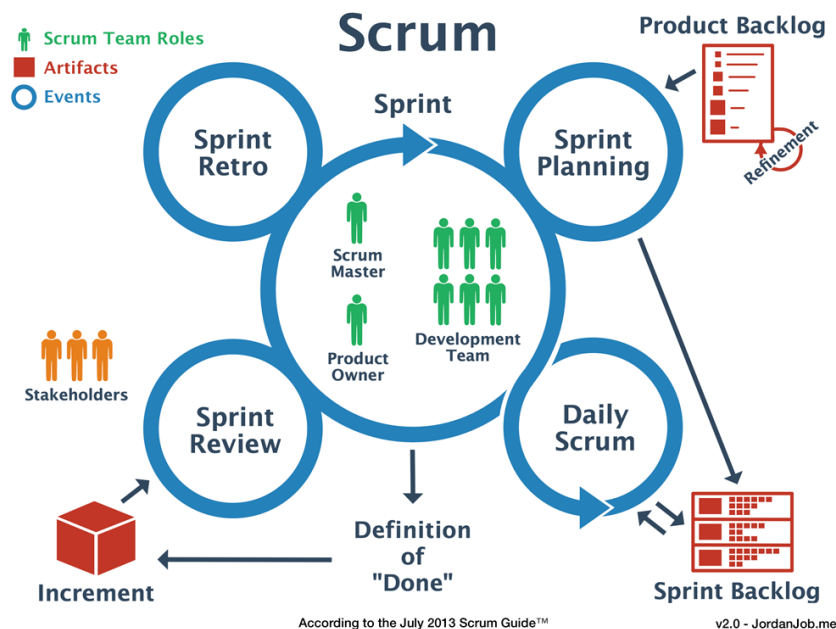 Scrum
Scrum Team Roles
Artifacts
Events
Product Backlog
Refinement
Sprint
Sprint
Retro
Sprint
Planning
Scrum
Master
Product
Owner
Development
Team
Stakeholders
Sprint
Review
Daily
Scrum
Definition
of
"Done"
Increment
Sprint Backlog
According to the July 2013 Scrum Guide™
v2.0 - JordanJob.me